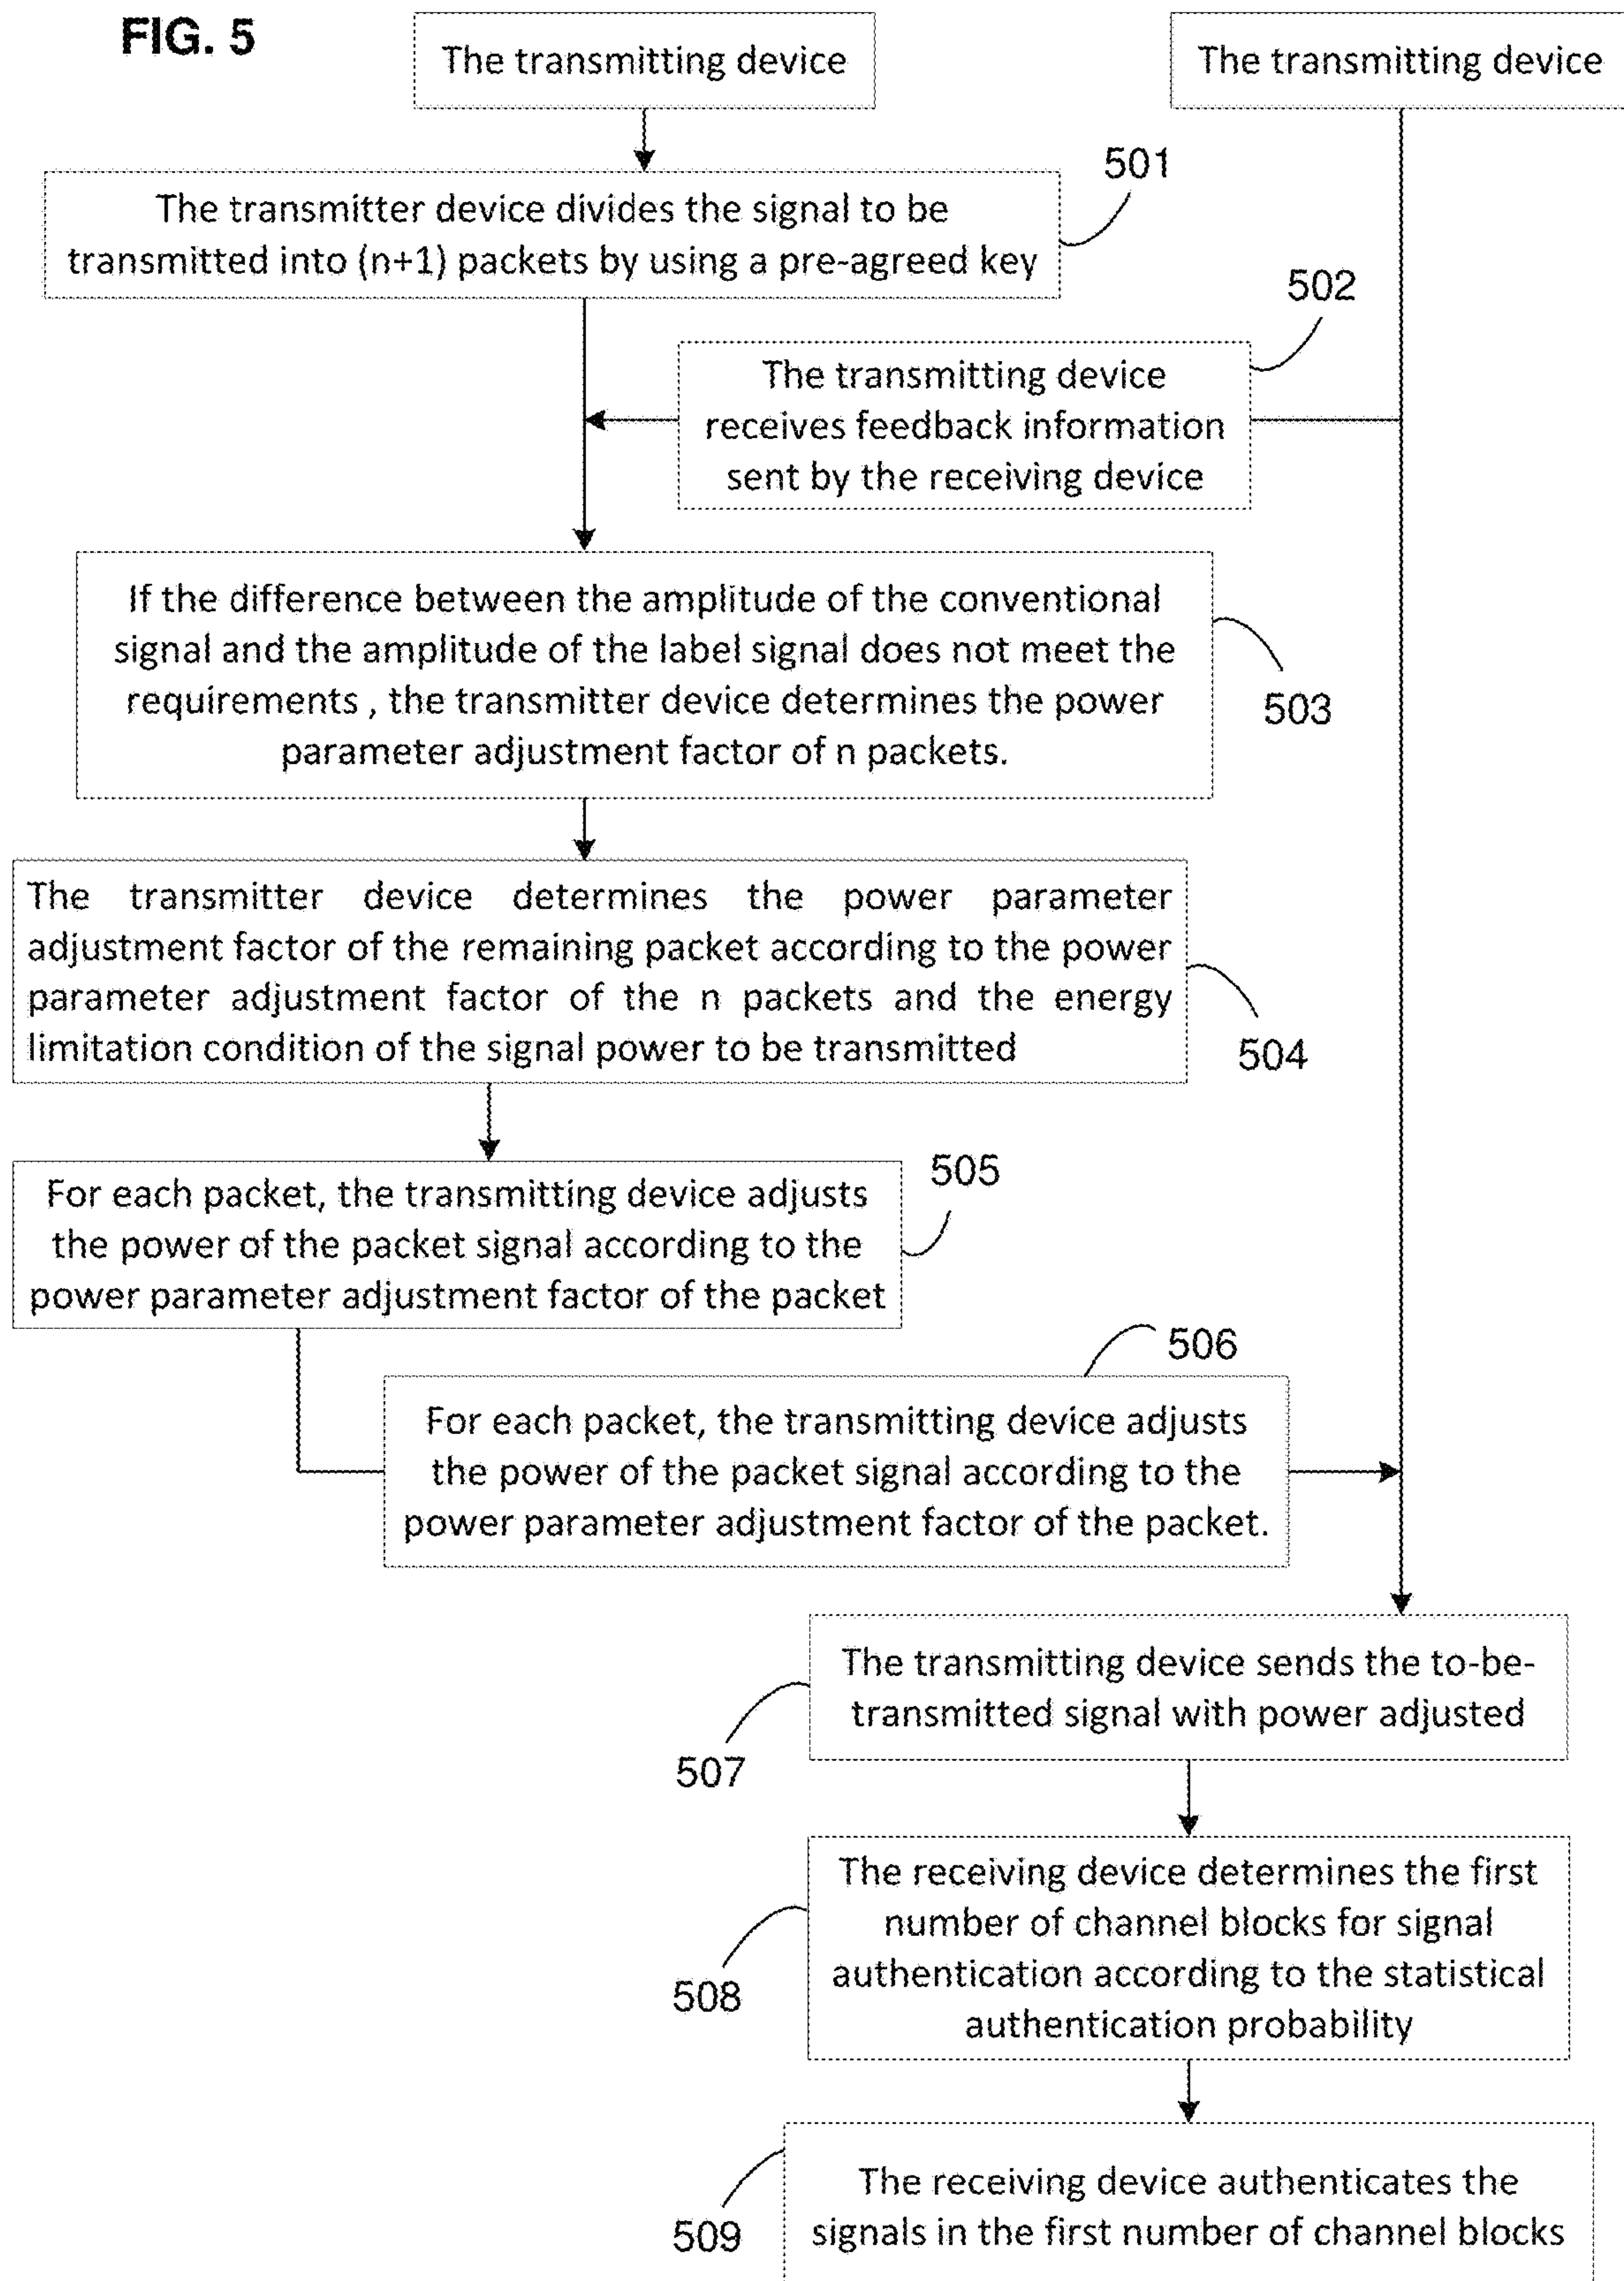 FIG. 5
The transmitting device
The transmitting device
501
The transmitter device divides the signal to be
transmitted into (n+1) packets by using a pre-agreed key
502
The transmitting device
receives feedback information
sent by the receiving device
If the difference between the amplitude of the conventional
signal and the amplitude of the label signal does not meet the
requirements , the transmitter device determines the power
parameter adjustment factor of n packets.
503
The transmitter device determines the power parameter
adjustment factor of the remaining packet according to the power
parameter adjustment factor of the n packets and the energy
limitation condition of the signal power to be transmitted
504
For each packet, the transmitting device adjusts
the power of the packet signal according to the
power parameter adjustment factor of the packet
505
506
For each packet, the transmitting device adjusts
the power of the packet signal according to the
power parameter adjustment factor of the packet.
The transmitting device sends the to-be-
transmitted signal with power adjusted
507
The receiving device determines the first
number of channel blocks for signal
authentication according to the statistical
authentication probability
508
The receiving device authenticates the
signals in the first number of channel blocks
509